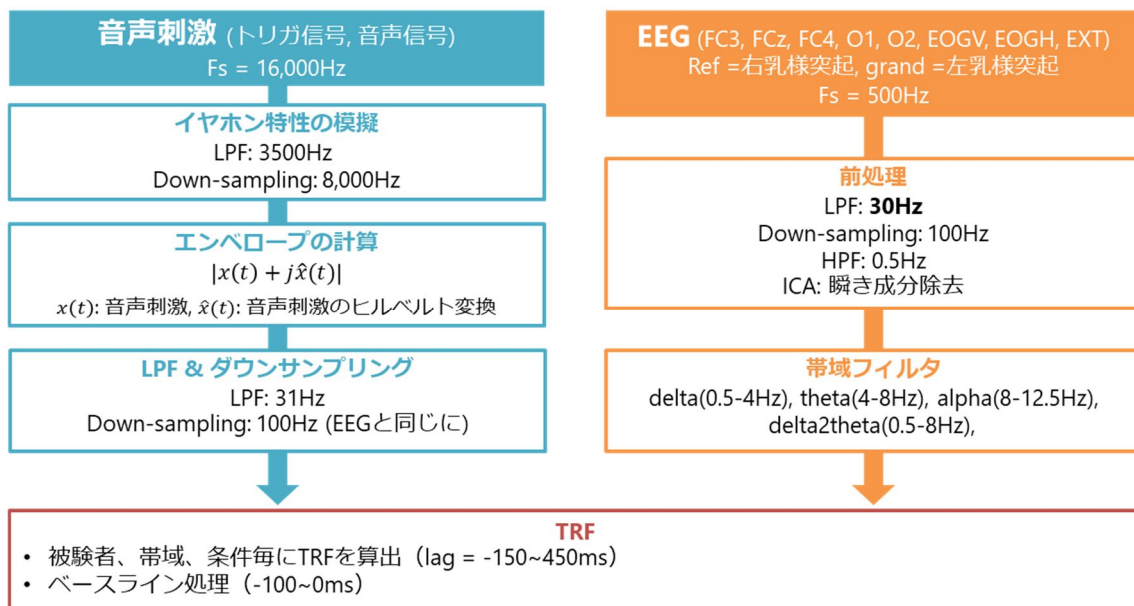 音声刺激 (トリガ信号, 音声信号)
Fs = 16,000Hz
イヤホン特性の模擬
LPF: 3500Hz
Down-sampling: 8,000Hz
エンベロープの計算
|x(t) + jx̂(t)|
x(t): 音声刺激, x̂(t): 音声刺激のヒルベルト変換
LPF & ダウンサンプリング
LPF: 31Hz
Down-sampling: 100Hz (EEGと同じに)
EEG (FC3, FCz, FC4, O1, O2, EOGV, EOGH, EXT)
Ref =右乳様突起, grand =左乳様突起
Fs = 500Hz
前処理
LPF: 30Hz
Down-sampling: 100Hz
HPF: 0.5Hz
ICA: 瞬き成分除去
帯域フィルタ
delta(0.5-4Hz), theta(4-8Hz), alpha(8-12.5Hz),
delta2theta(0.5-8Hz),
TRF
• 被験者、帯域、条件毎にTRFを算出（lag = -150~450ms）
• ベースライン処理（-100~0ms）